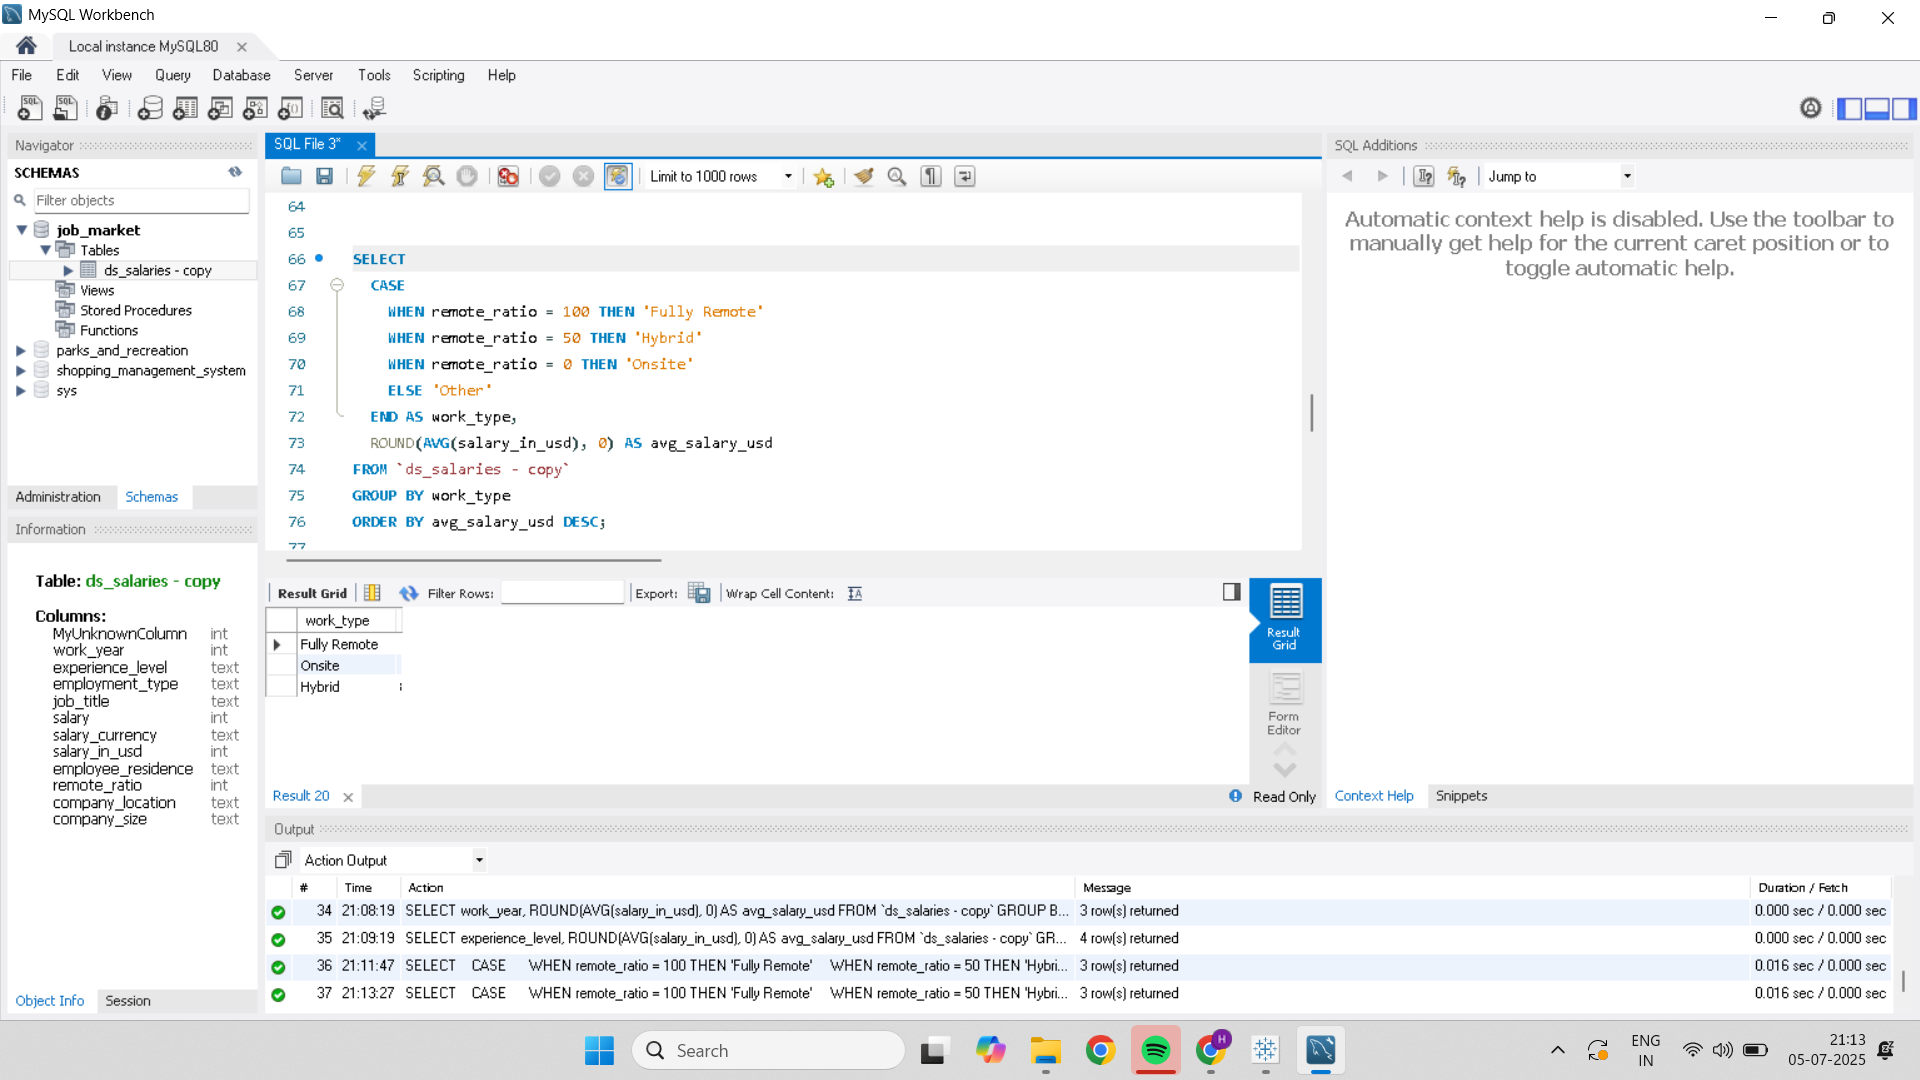 MySQL Workbench
Local instance MySQL80
File Edit View Query Database Server Tools Scripting Help
Navigator
SCHEMAS
Filter objects
job_market
Tables
ds_salaries - copy
Views
Stored Procedures
Functions
parks_and_recreation
shopping_management_system
sys
Administration Schemas
Information
Table: ds_salaries - copy
Columns:
MyUnknownColumn int
work_year int
experience_level text
employment_type text
job_title text
salary int
salary_currency text
salary_in_usd int
employee_residence text
remote_ratio int
company_location text
company_size text
Object Info Session
SQL File 3*
Limit to 1000 rows
64
65
66 SELECT
67 CASE
68 WHEN remote_ratio = 100 THEN 'Fully Remote'
69 WHEN remote_ratio = 50 THEN 'Hybrid'
70 WHEN remote_ratio = 0 THEN 'Onsite'
71 ELSE 'Other'
72 END AS work_type,
73 ROUND(AVG(salary_in_usd), 0) AS avg_salary_usd
74 FROM `ds_salaries - copy`
75 GROUP BY work_type
76 ORDER BY avg_salary_usd DESC;
77
Result Grid Filter Rows: Export: Wrap Cell Content:
work_type
Fully Remote
Onsite
Hybrid
Result Grid
Form Editor
Result 20
Read Only
SQL Additions
Jump to
Automatic context help is disabled. Use the toolbar to
manually get help for the current caret position or to
toggle automatic help.
Context Help Snippets
Output
Action Output
# Time Action Message Duration / Fetch
34 21:08:19 SELECT work_year, ROUND(AVG(salary_in_usd), 0) AS avg_salary_usd FROM `ds_salaries - copy` GROUP B... 3 row(s) returned 0.000 sec / 0.000 sec
35 21:09:19 SELECT experience_level, ROUND(AVG(salary_in_usd), 0) AS avg_salary_usd FROM `ds_salaries - copy` GR... 4 row(s) returned 0.000 sec / 0.000 sec
36 21:11:47 SELECT CASE WHEN remote_ratio = 100 THEN 'Fully Remote' WHEN remote_ratio = 50 THEN 'Hybri... 3 row(s) returned 0.016 sec / 0.000 sec
37 21:13:27 SELECT CASE WHEN remote_ratio = 100 THEN 'Fully Remote' WHEN remote_ratio = 50 THEN 'Hybri... 3 row(s) returned 0.016 sec / 0.000 sec
Search
H
ENG
IN
21:13
05-07-2025